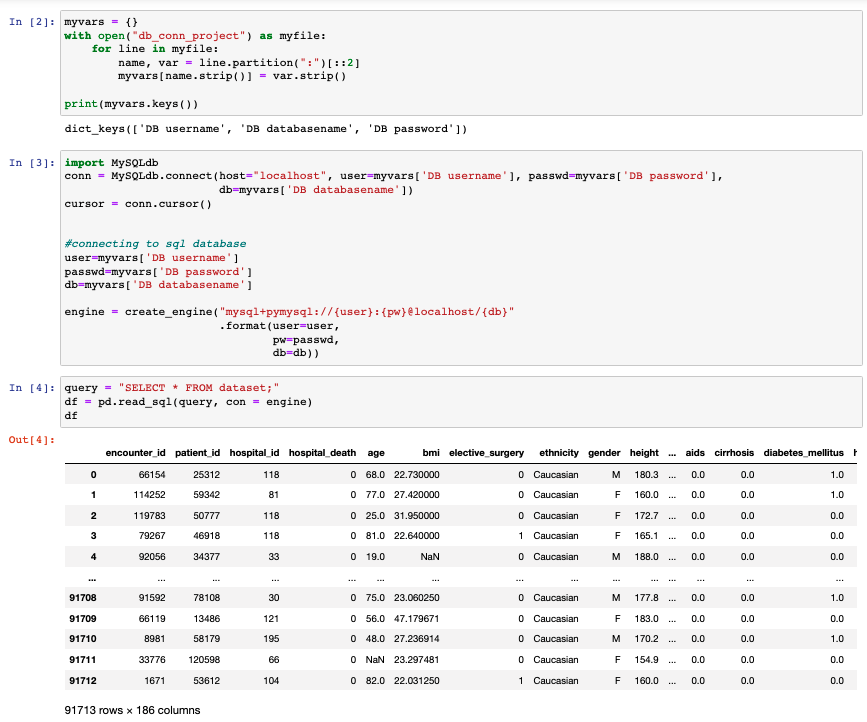 In [2]: myvars = {}
with open("db_conn_project") as myfile:
    for line in myfile:
        name, var = line.partition(":")[::2]
        myvars[name.strip()] = var.strip()
print(myvars.keys())
dict_keys(['DB username', 'DB databasename', 'DB password'])
In [3]: import MySQLdb
conn = MySQLdb.connect(host="localhost", user=myvars['DB username'], passwd=myvars['DB password'],
                       db=myvars['DB databasename'])
cursor = conn.cursor()
#connecting to sql database
user=myvars['DB username']
passwd=myvars['DB password']
db=myvars['DB databasename']
engine = create_engine("mysql+pymysql://{user}:{pw}@localhost/{db}"
                       .format(user=user,
                               pw=passwd,
                               db=db))
In [4]: query = "SELECT * FROM dataset;"
df = pd.read_sql(query, con = engine)
df
Out[4]:
encounter_id patient_id hospital_id hospital_death age bmi elective_surgery ethnicity gender height ... aids cirrhosis diabetes_mellitus
0 66154 25312 118 0 68.0 22.730000 0 Caucasian M 180.3 ... 0.0 0.0 1.0
1 114252 59342 81 0 77.0 27.420000 0 Caucasian F 160.0 ... 0.0 0.0 1.0
2 119783 50777 118 0 25.0 31.950000 0 Caucasian F 172.7 ... 0.0 0.0 0.0
3 79267 46918 118 0 81.0 22.640000 1 Caucasian F 165.1 ... 0.0 0.0 0.0
4 92056 34377 33 0 19.0 NaN 0 Caucasian M 188.0 ... 0.0 0.0 0.0
... ... ... ... ... ... ... ... ... ... ... ... ... ... ...
91708 91592 78108 30 0 75.0 23.060250 0 Caucasian M 177.8 ... 0.0 0.0 1.0
91709 66119 13486 121 0 56.0 47.179671 0 Caucasian F 183.0 ... 0.0 0.0 0.0
91710 8981 58179 195 0 48.0 27.236914 0 Caucasian M 170.2 ... 0.0 0.0 1.0
91711 33776 120598 66 0 NaN 23.297481 0 Caucasian F 154.9 ... 0.0 0.0 0.0
91712 1671 53612 104 0 82.0 22.031250 1 Caucasian F 160.0 ... 0.0 0.0 0.0
91713 rows × 186 columns